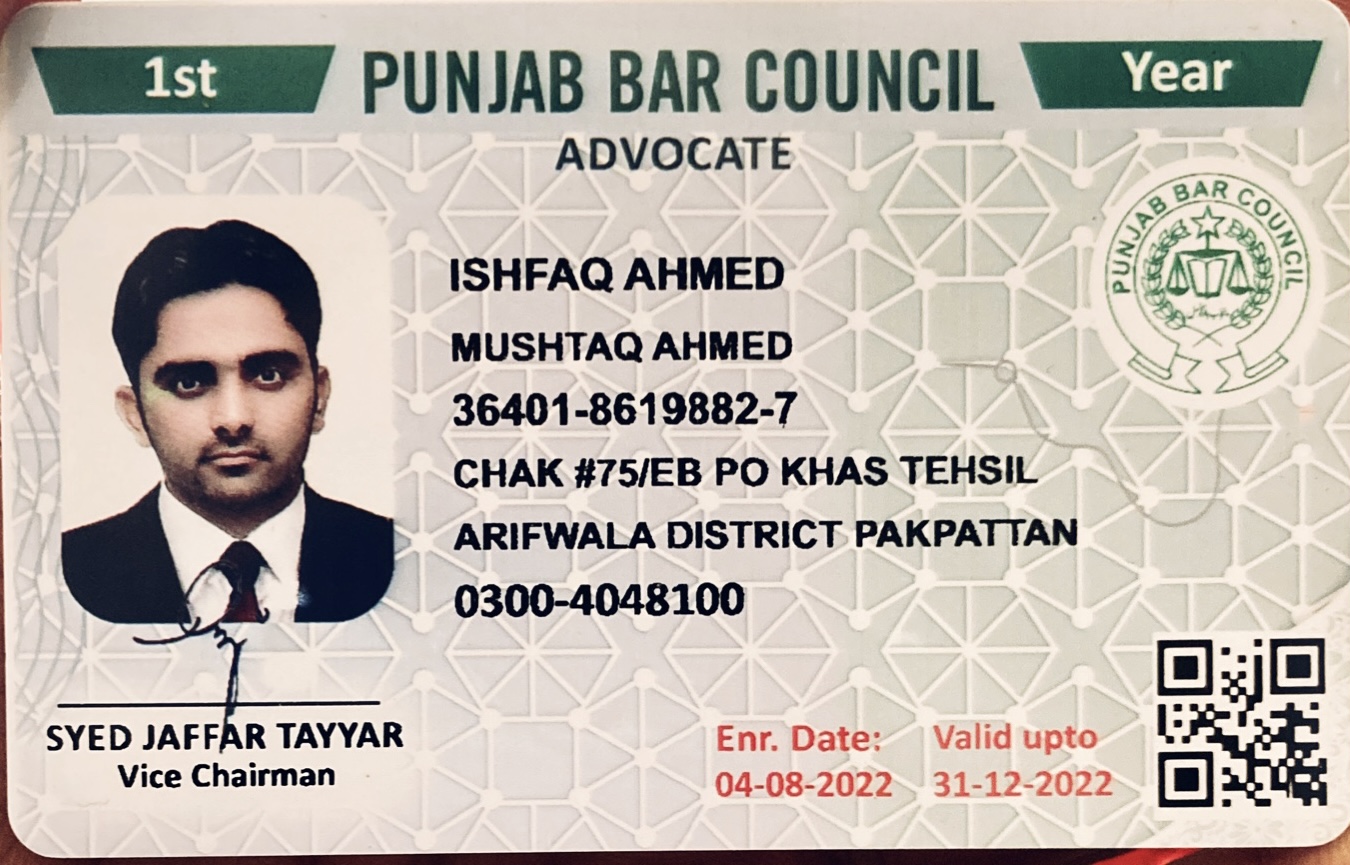 1st PUNJAB BAR COUNCIL Year
ADVOCATE
PUNJAB BAR COUNCIL
ISHFAQ AHMED
MUSHTAQ AHMED
36401-8619882-7
CHAK #75/EB PO KHAS TEHSIL
ARIFWALA DISTRICT PAKPATTAN
0300-4048100
SYED JAFFAR TAYYAR
Vice Chairman
Enr. Date: Valid upto
04-08-2022 31-12-2022